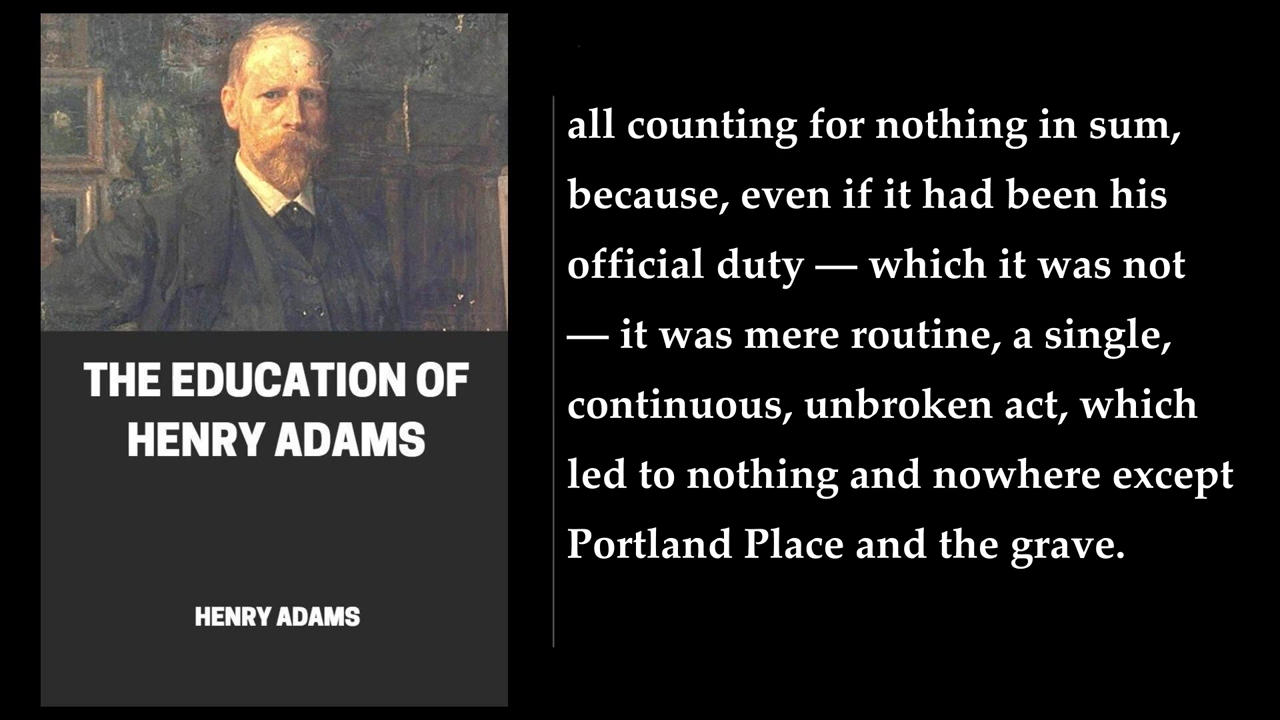 THE EDUCATION OF
HENRY ADAMS
HENRY ADAMS
all counting for nothing in sum,
because, even if it had been his
official duty — which it was not
— it was mere routine, a single,
continuous, unbroken act, which
led to nothing and nowhere except
Portland Place and the grave.